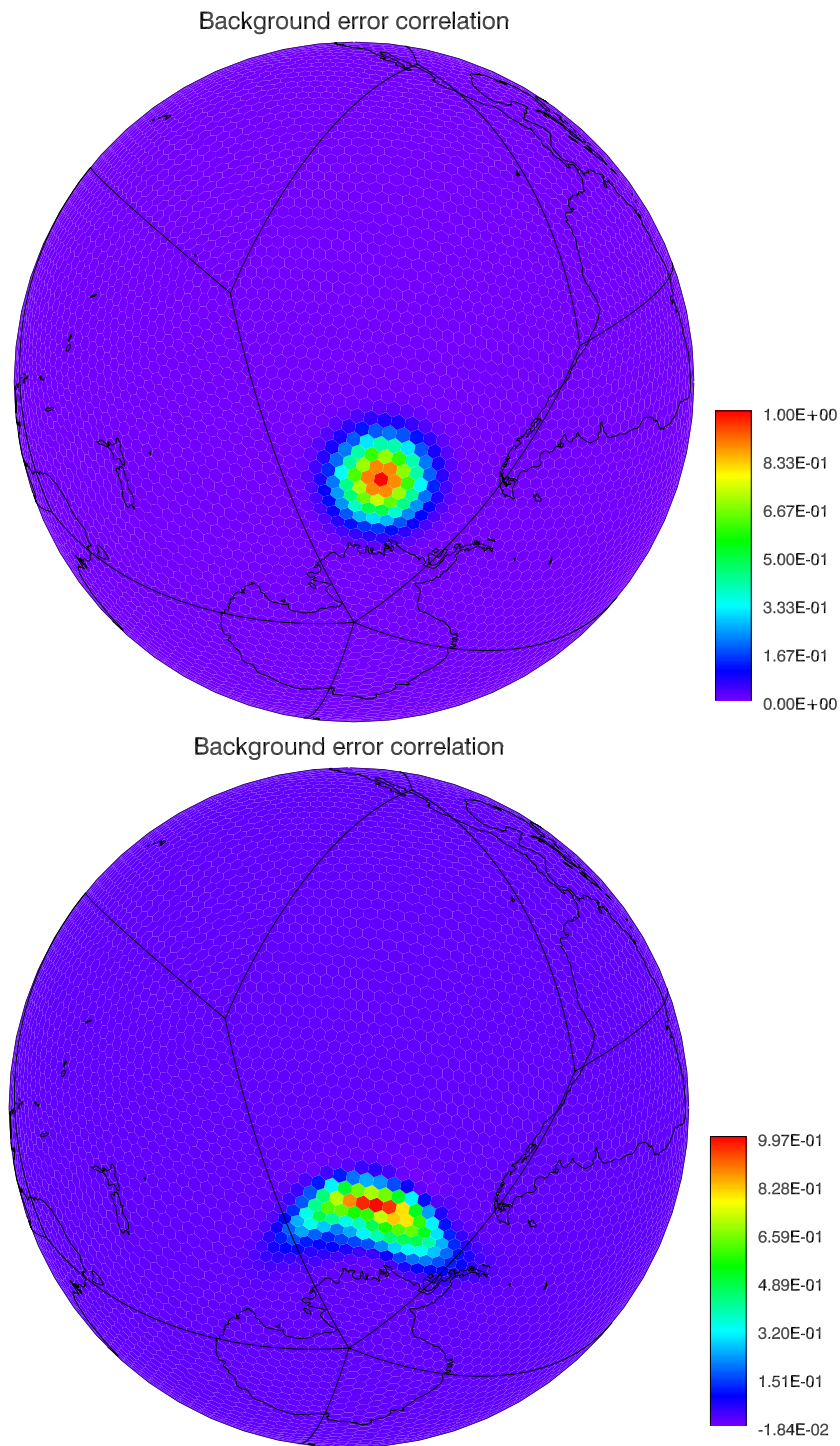 Background error correlation
1.00E+00
8.33E-01
6.67E-01
5.00E-01
3.33E-01
1.67E-01
0.00E+00
Background error correlation
9.97E-01
8.28E-01
6.59E-01
4.89E-01
3.20E-01
1.51E-01
-1.84E-02